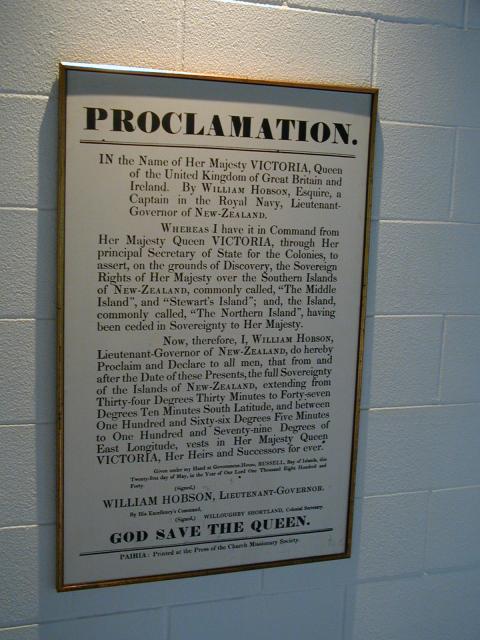 PROCLAMATION.
IN the Name of Her Majesty VICTORIA, Queen
of the United Kingdom of Great Britain and
Ireland. By WILLIAM HOBSON, Esquire, a
Captain in the Royal Navy, Lieutenant-
Governor of NEW-ZEALAND.
WHEREAS I have it in Command from
Her Majesty Queen VICTORIA, through Her
principal Secretary of State for the Colonies, to
assert, on the grounds of Discovery, the Sovereign
Rights of Her Majesty over the Southern Islands
of NEW-ZEALAND, commonly called, "The Middle
Island", and "Stewart's Island"; and, the Island,
commonly called, "The Northern Island", having
been ceded in Sovereignty to Her Majesty.
Now, therefore, I, WILLIAM HOBSON,
Lieutenant-Governor of NEW-ZEALAND, do hereby
Proclaim and Declare to all men, that from and
after the Date of these Presents, the full Sovereignty
of the Islands of NEW-ZEALAND, extending from
Thirty-four Degrees Thirty Minutes to Forty-seven
Degrees Ten Minutes South Latitude, and between
One Hundred and Sixty-six Degrees Five Minutes
to One Hundred and Seventy-nine Degrees of
East Longitude, vests in Her Majesty Queen
VICTORIA, Her Heirs and Successors for ever.
Given under my Hand at Government-House, RUSSELL, Bay of Islands, this
Twenty-first day of May, in the Year of Our Lord One Thousand Eight Hundred and
Forty.
(Signed,)
WILLIAM HOBSON, LIEUTENANT-GOVERNOR.
By His Excellency's Command,
(Signed,) WILLOUGHBY SHORTLAND, Colonial Secretary.
GOD SAVE THE QUEEN.
PAIHIA: Printed at the Press of the Church Missionary Society.